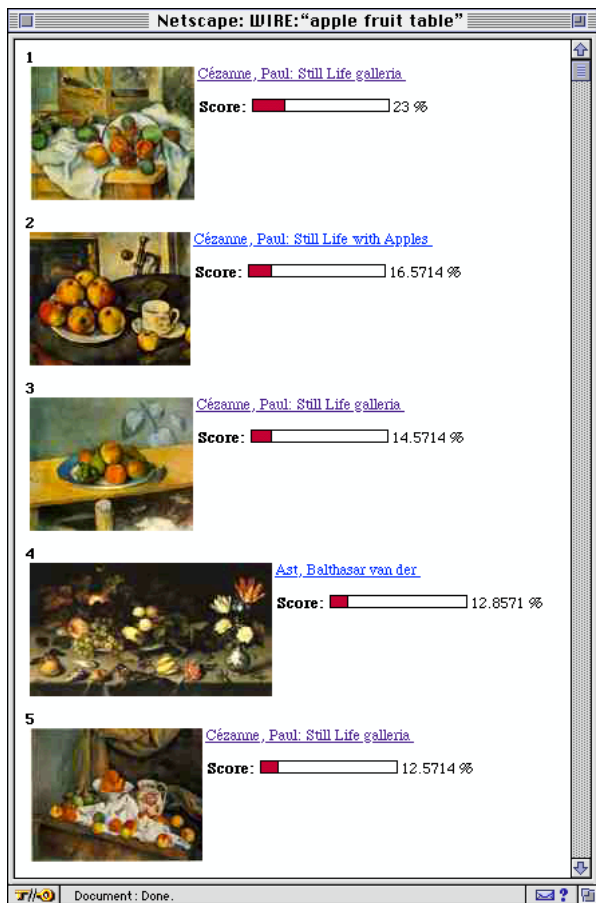 Netscape: WIRE:“apple fruit table”
1
Cézanne, Paul: Still Life galleria
Score: 23 %
2
Cézanne, Paul: Still Life with Apples
Score: 16.5714 %
3
Cézanne, Paul: Still Life galleria
Score: 14.5714 %
4
Ast, Balthasar van der
Score: 12.8571 %
5
Cézanne, Paul: Still Life galleria
Score: 12.5714 %
Document : Done.
?